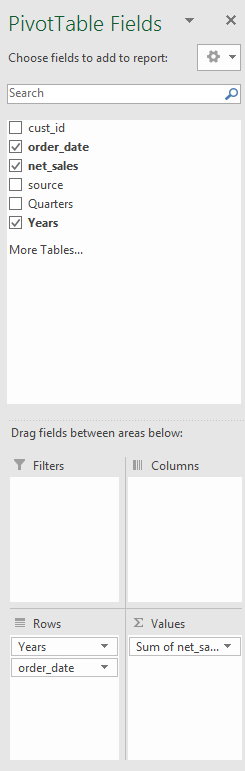 PivotTable Fields
Choose fields to add to report:
Search
cust_id
order_date
net_sales
source
Quarters
Years
More Tables...
Drag fields between areas below:
Filters
Columns
Rows
Σ Values
Years
Sum of net_sa...
order_date